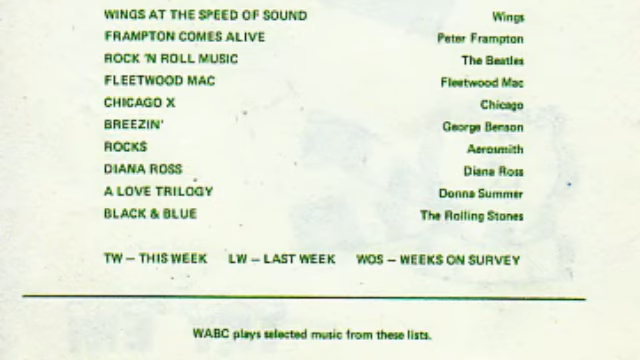 WINGS AT THE SPEED OF SOUND Wings
FRAMPTON COMES ALIVE Peter Frampton
ROCK 'N ROLL MUSIC The Beatles
FLEETWOOD MAC Fleetwood Mac
CHICAGO X Chicago
BREEZIN' George Benson
ROCKS Aerosmith
DIANA ROSS Diana Ross
A LOVE TRILOGY Donna Summer
BLACK & BLUE The Rolling Stones
TW – THIS WEEK LW – LAST WEEK WOS – WEEKS ON SURVEY
WABC plays selected music from these lists.